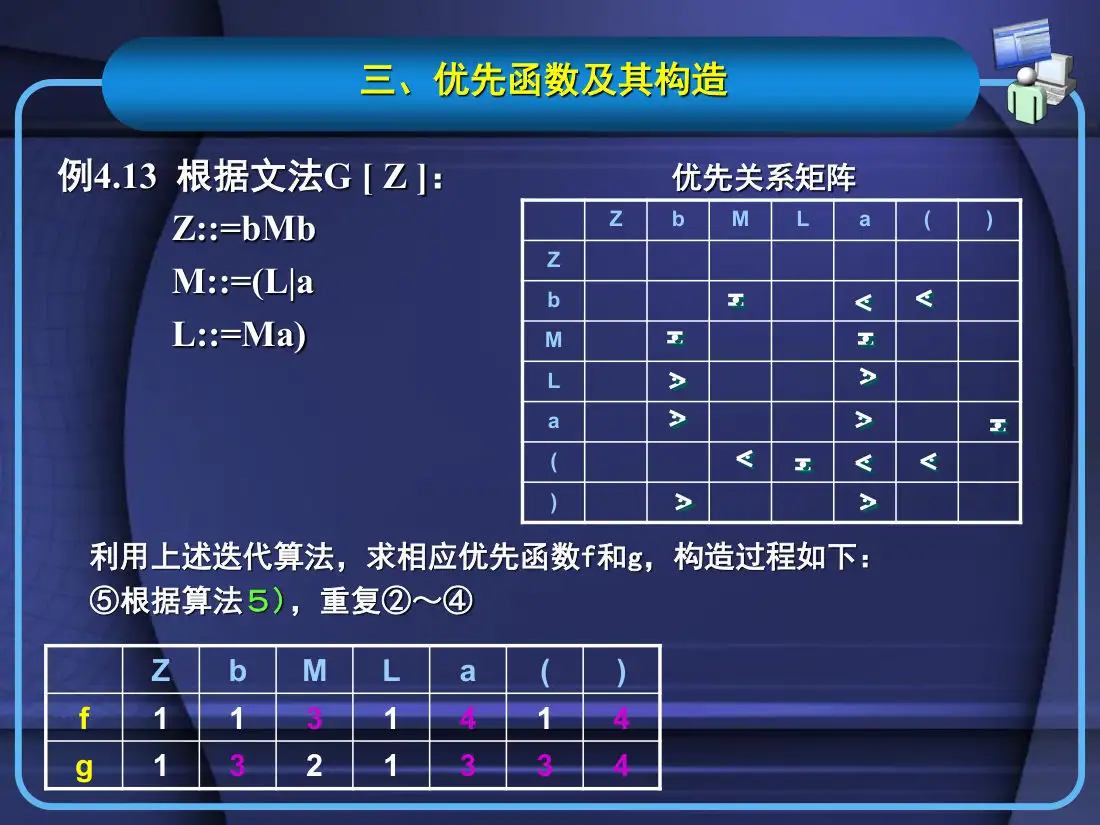 三、优先函数及其构造
例4.13 根据文法G [ Z ]：
Z::=bMb
M::=(L|a
L::=Ma)
优先关系矩阵
Z b M L a ( )
Z
b ≖ ⋖ ⋖
M ≖ ≖
L ⋗ ⋗
a ⋗ ⋗ ≖
( ⋖ ≖ ⋖ ⋖
) ⋗ ⋗
利用上述迭代算法，求相应优先函数f和g，构造过程如下：
⑤根据算法５），重复②～④
Z b M L a ( )
f 1 1 3 1 4 1 4
g 1 3 2 1 3 3 4